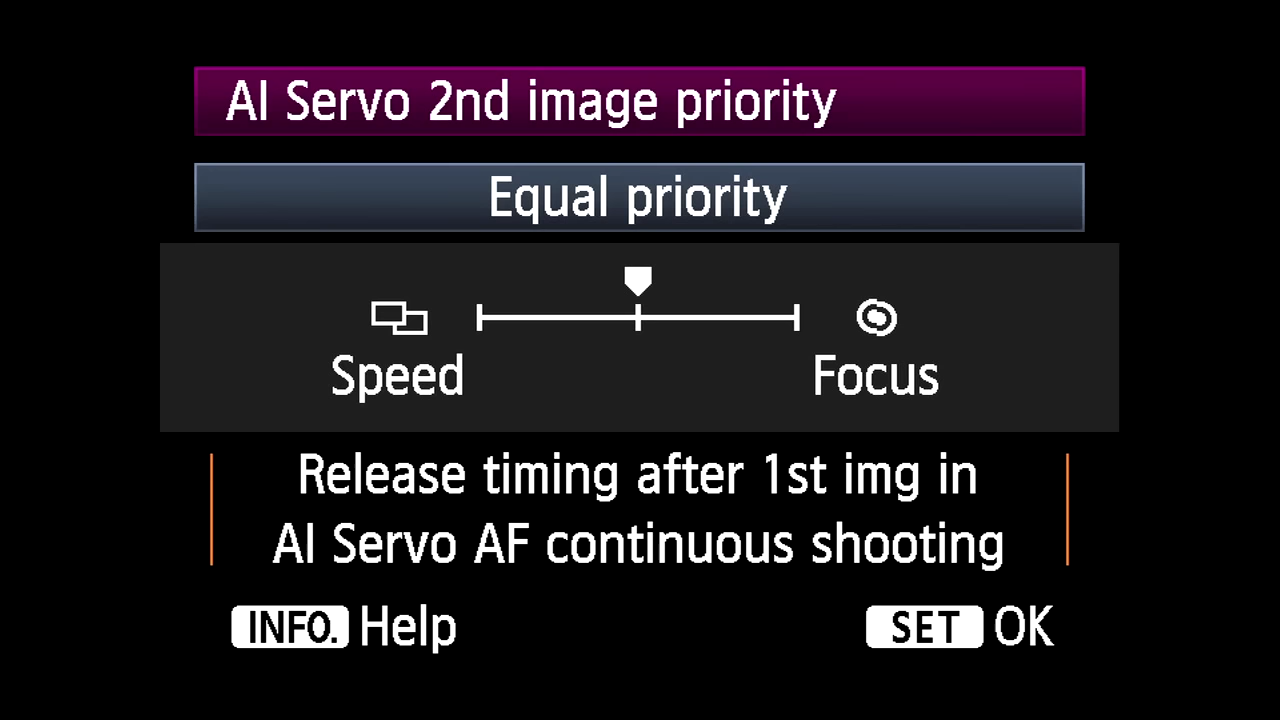 AI Servo 2nd image priority
Equal priority
Speed Focus
Release timing after 1st img in
AI Servo AF continuous shooting
INFO. Help SET OK